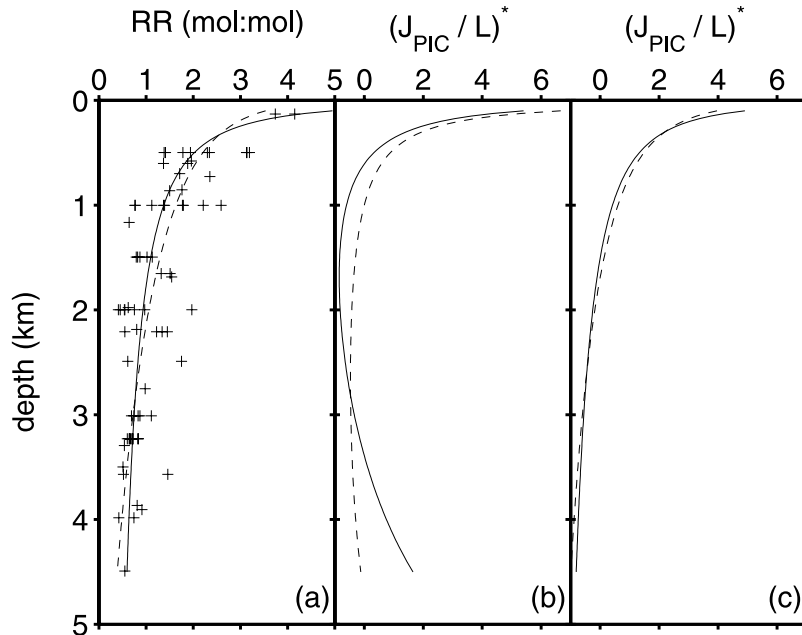 RR (mol:mol)
(J_PIC / L)*
(J_PIC / L)*
0 1 2 3 4
0 2 4 6
0 2 4 6
0
1
2
3
4
5
depth (km)
(a)
(b)
(c)